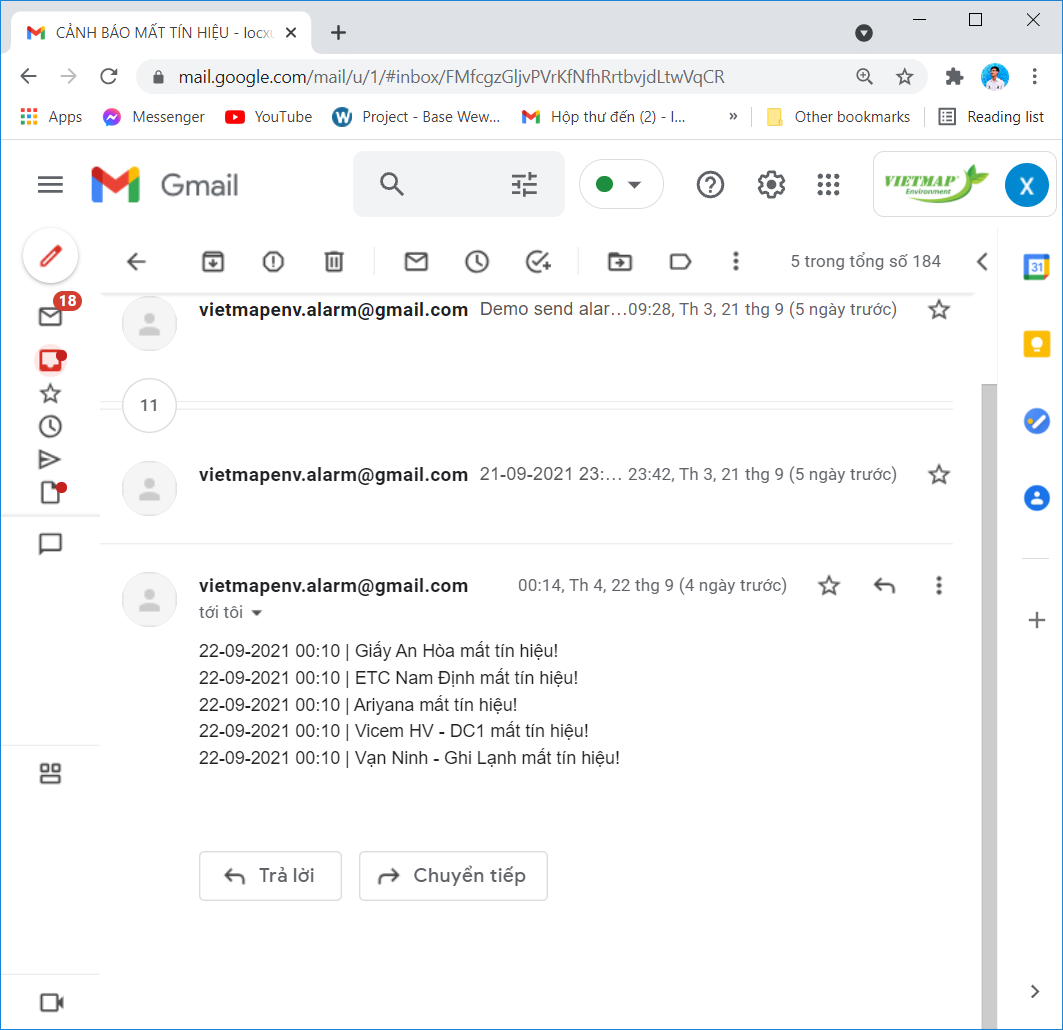 CẢNH BÁO MẤT TÍN HIỆU - locxu
mail.google.com/mail/u/1/#inbox/FMfcgzGljvPVrKfNfhRrtbvjdLtwVqCR
Apps Messenger YouTube Project - Base Wew... Hộp thư đến (2) - l... » Other bookmarks Reading list
Gmail
VIETMAP
Environment
X
5 trong tổng số 184
31
18
vietmapenv.alarm@gmail.com Demo send alar... 09:28, Th 3, 21 thg 9 (5 ngày trước)
11
vietmapenv.alarm@gmail.com 21-09-2021 23:... 23:42, Th 3, 21 thg 9 (5 ngày trước)
vietmapenv.alarm@gmail.com 00:14, Th 4, 22 thg 9 (4 ngày trước)
tới tôi
22-09-2021 00:10 | Giấy An Hòa mất tín hiệu!
22-09-2021 00:10 | ETC Nam Định mất tín hiệu!
22-09-2021 00:10 | Ariyana mất tín hiệu!
22-09-2021 00:10 | Vicem HV - DC1 mất tín hiệu!
22-09-2021 00:10 | Vạn Ninh - Ghi Lạnh mất tín hiệu!
Trả lời Chuyển tiếp